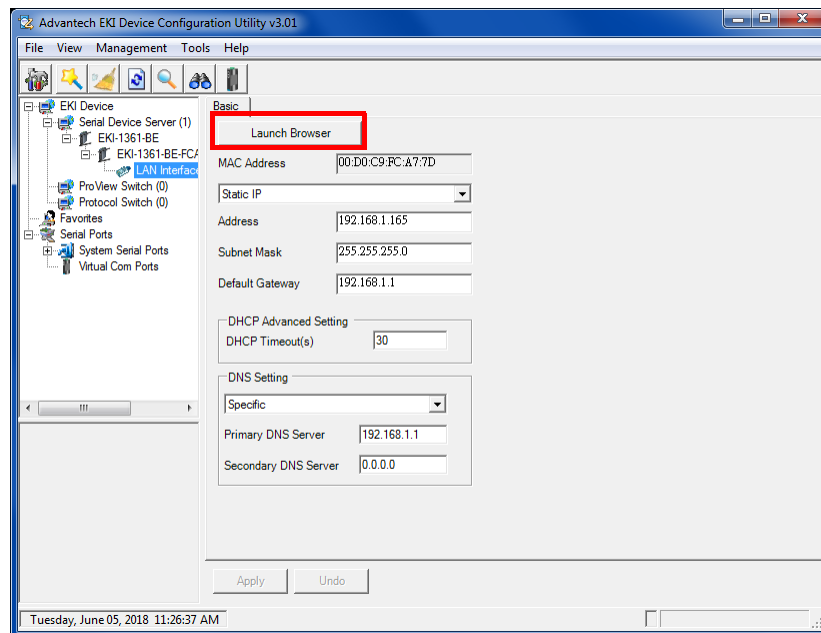 Advantech EKI Device Configuration Utility v3.01
File View Management Tools Help
EKI Device
Serial Device Server (1)
EKI-1361-BE
EKI-1361-BE-FCA
LAN Interface
ProView Switch (0)
Protocol Switch (0)
Favorites
Serial Ports
System Serial Ports
Virtual Com Ports
Basic
Launch Browser
MAC Address 00:D0:C9:FC:A7:7D
Static IP
Address 192.168.1.165
Subnet Mask 255.255.255.0
Default Gateway 192.168.1.1
DHCP Advanced Setting
DHCP Timeout(s) 30
DNS Setting
Specific
Primary DNS Server 192.168.1.1
Secondary DNS Server 0.0.0.0
Apply Undo
Tuesday, June 05, 2018 11:26:37 AM